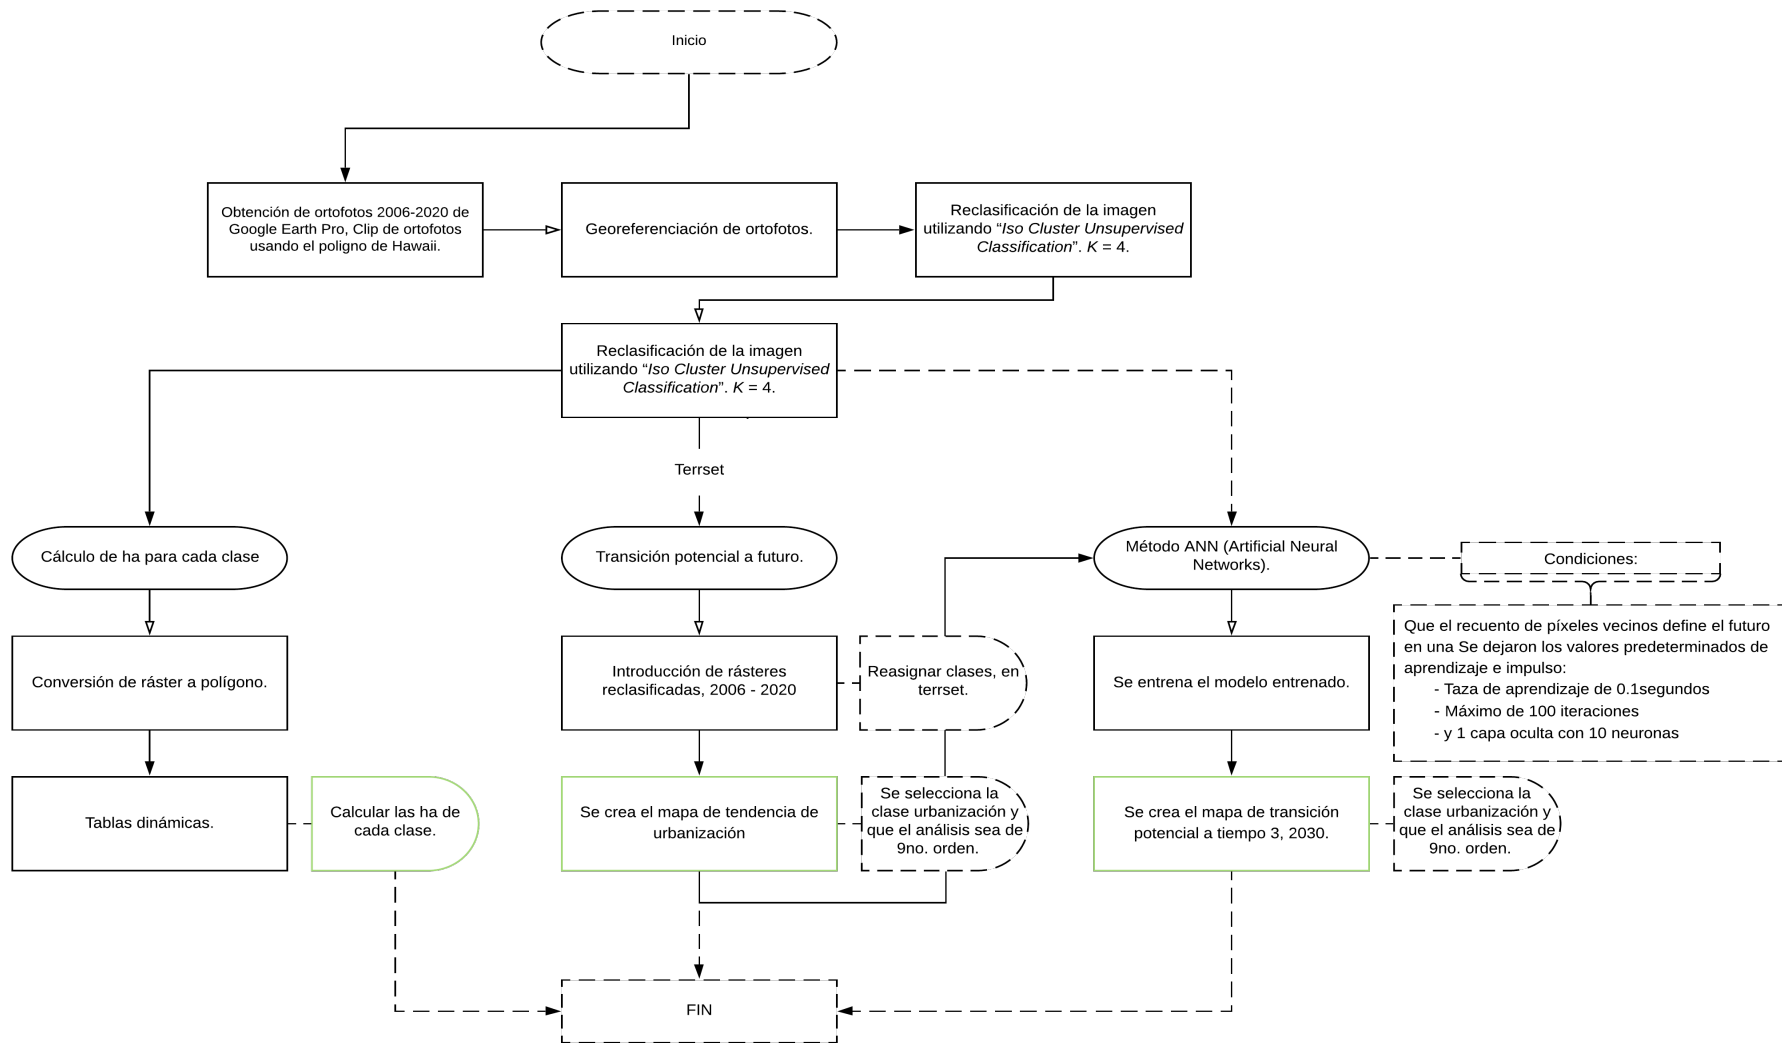 Inicio
Obtención de ortofotos 2006-2020 de
Google Earth Pro, Clip de ortofotos
usando el poligno de Hawaii.
Georeferenciación de ortofotos.
Reclasificación de la imagen
utilizando “Iso Cluster Unsupervised
Classification”. K = 4.
Reclasificación de la imagen
utilizando “Iso Cluster Unsupervised
Classification”. K = 4.
Terrset
Cálculo de ha para cada clase
Transición potencial a futuro.
Método ANN (Artificial Neural
Networks).
Condiciones:
Que el recuento de píxeles vecinos define el futuro
en una Se dejaron los valores predeterminados de
aprendizaje e impulso:
- Taza de aprendizaje de 0.1segundos
- Máximo de 100 iteraciones
- y 1 capa oculta con 10 neuronas
Conversión de ráster a polígono.
Introducción de rásteres
reclasificadas, 2006 - 2020
Reasignar clases, en
terrset.
Se entrena el modelo entrenado.
Tablas dinámicas.
Calcular las ha de
cada clase.
Se crea el mapa de tendencia de
urbanización
Se selecciona la
clase urbanización y
que el análisis sea de
9no. orden.
Se crea el mapa de transición
potencial a tiempo 3, 2030.
Se selecciona la
clase urbanización y
que el análisis sea de
9no. orden.
FIN